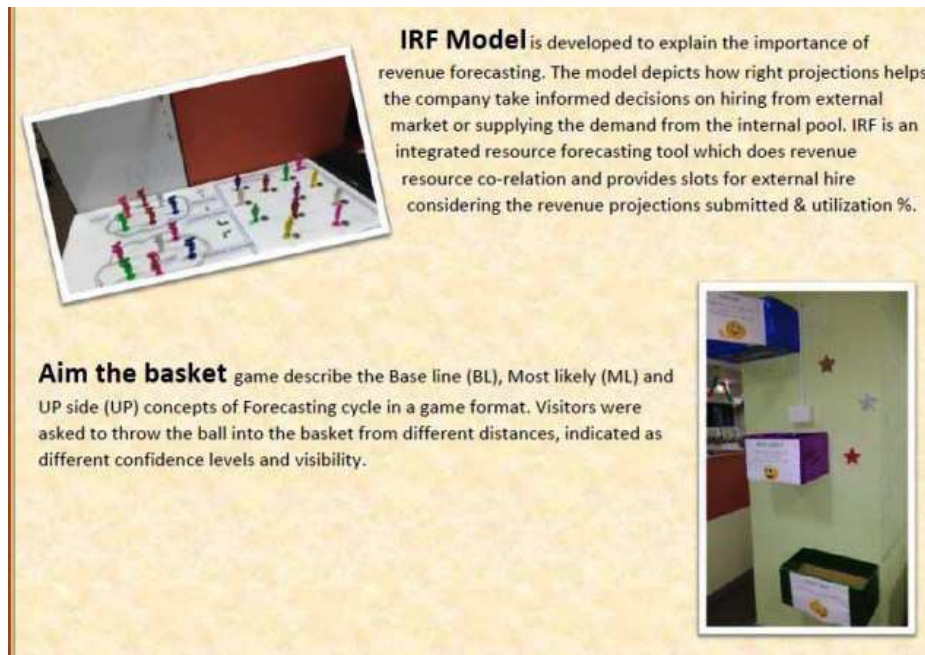 IRF Model is developed to explain the importance of
revenue forecasting. The model depicts how right projections helps
the company take informed decisions on hiring from external
market or supplying the demand from the internal pool. IRF is an
integrated resource forecasting tool which does revenue
resource co-relation and provides slots for external hire
considering the revenue projections submitted & utilization %.
Aim the basket game describe the Base line (BL), Most likely (ML) and
UP side (UP) concepts of Forecasting cycle in a game format. Visitors were
asked to throw the ball into the basket from different distances, indicated as
different confidence levels and visibility.